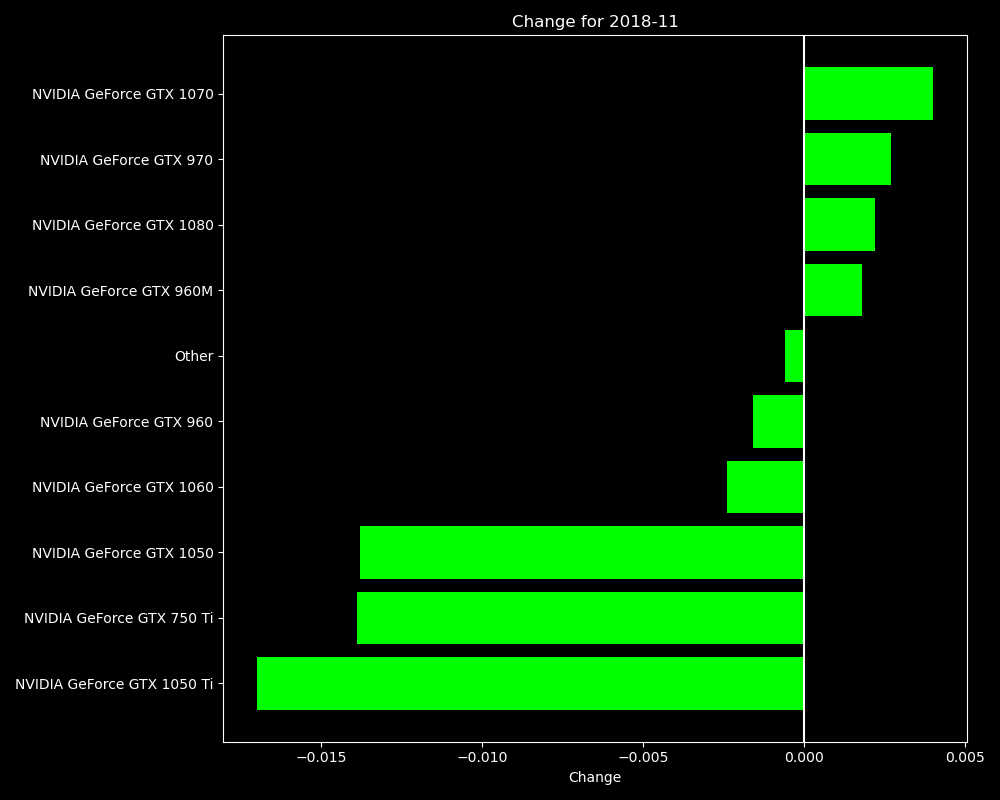 Change for 2018-11
NVIDIA GeForce GTX 1070
NVIDIA GeForce GTX 970
NVIDIA GeForce GTX 1080
NVIDIA GeForce GTX 960M
Other
NVIDIA GeForce GTX 960
NVIDIA GeForce GTX 1060
NVIDIA GeForce GTX 1050
NVIDIA GeForce GTX 750 Ti
NVIDIA GeForce GTX 1050 Ti
−0.015 −0.010 −0.005 0.000 0.005
Change